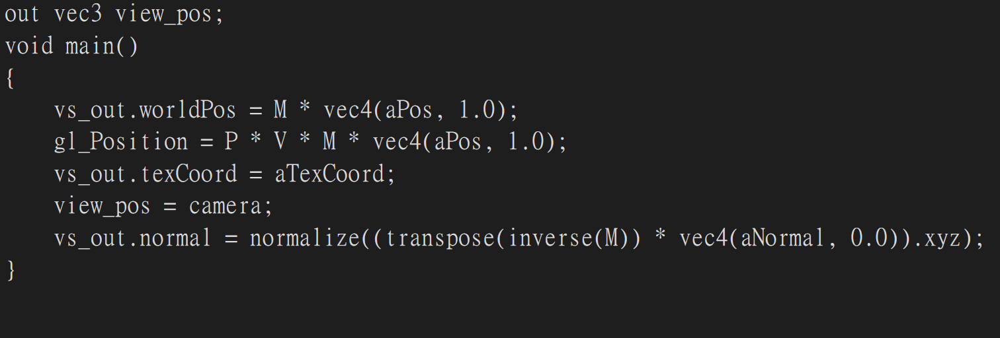 out vec3 view_pos;
void main()
{
    vs_out.worldPos = M * vec4(aPos, 1.0);
    gl_Position = P * V * M * vec4(aPos, 1.0);
    vs_out.texCoord = aTexCoord;
    view_pos = camera;
    vs_out.normal = normalize((transpose(inverse(M)) * vec4(aNormal, 0.0)).xyz);
}